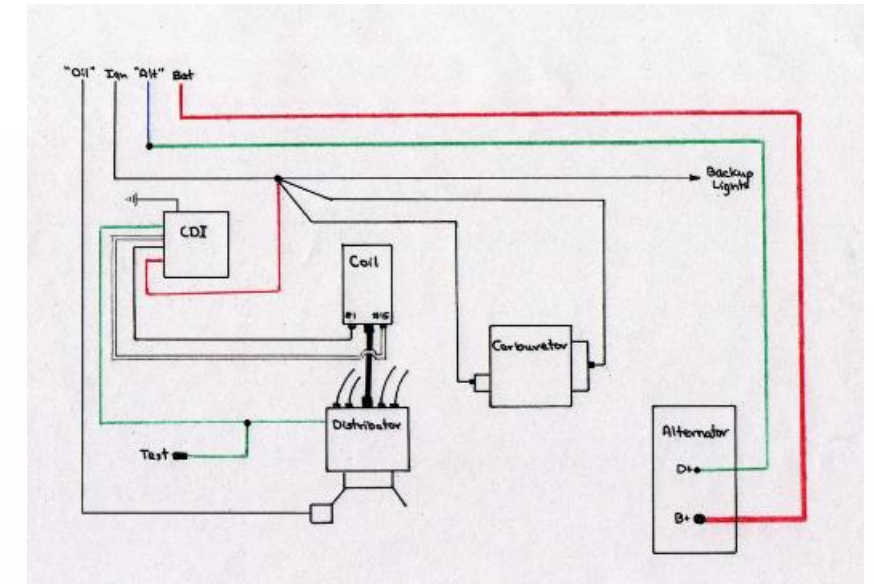 "Oil" Ign "Alt" Bat
Backup
Lights
CDI
Coil
#1 #15
Carburetor
Distributor
Alternator
Test
D+
B+